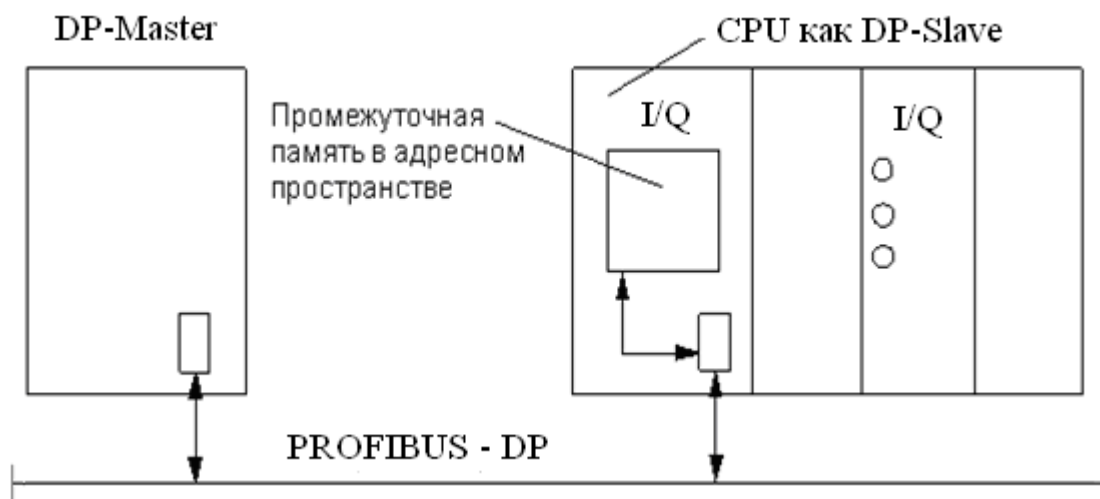 DP-Master
CPU как DP-Slave
Промежуточная
память в адресном
пространстве
I/Q
I/Q
PROFIBUS - DP